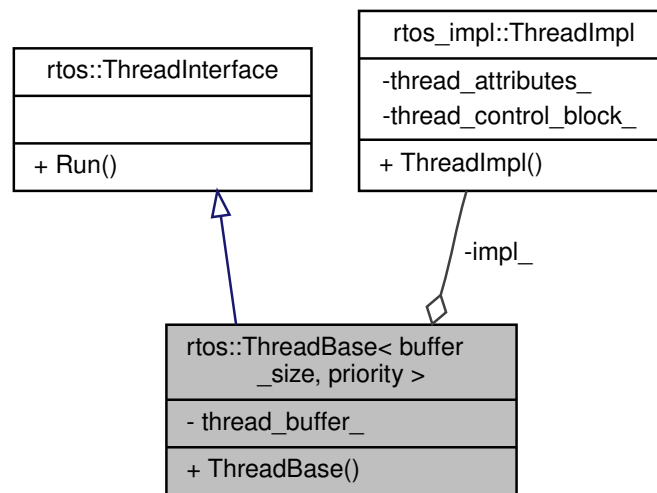 rtos::ThreadInterface
+ Run()
rtos_impl::ThreadImpl
-thread_attributes_
-thread_control_block_
+ ThreadImpl()
-impl_
rtos::ThreadBase< buffer
_size, priority >
- thread_buffer_
+ ThreadBase()